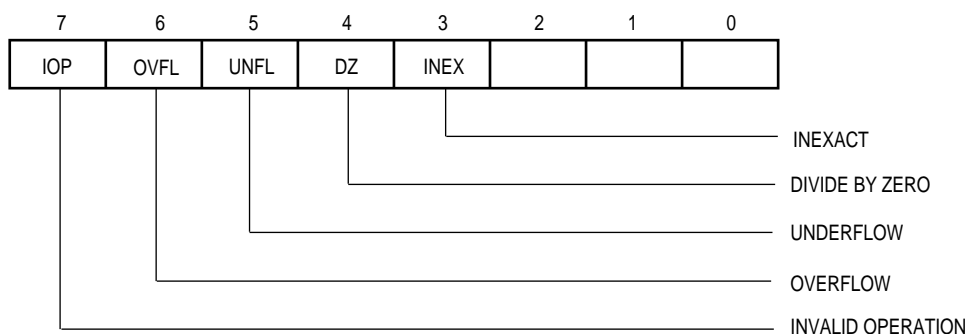 7 6 5 4 3 2 1 0
IOP OVFL UNFL DZ INEX
INEXACT
DIVIDE BY ZERO
UNDERFLOW
OVERFLOW
INVALID OPERATION